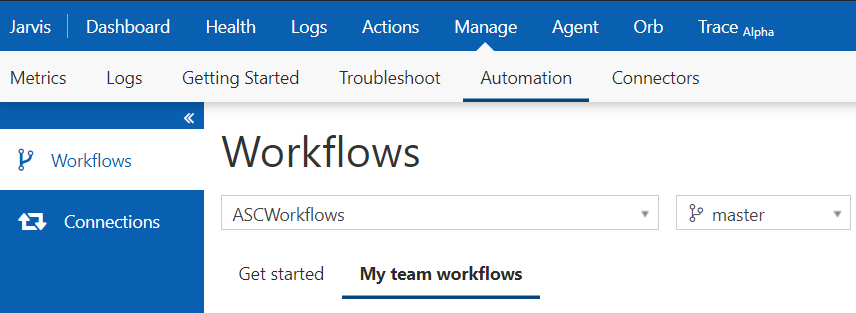 Jarvis Dashboard Health Logs Actions Manage Agent Orb Trace Alpha
Metrics Logs Getting Started Troubleshoot Automation Connectors
Workflows
Connections
Workflows
ASCWorkflows master
Get started My team workflows